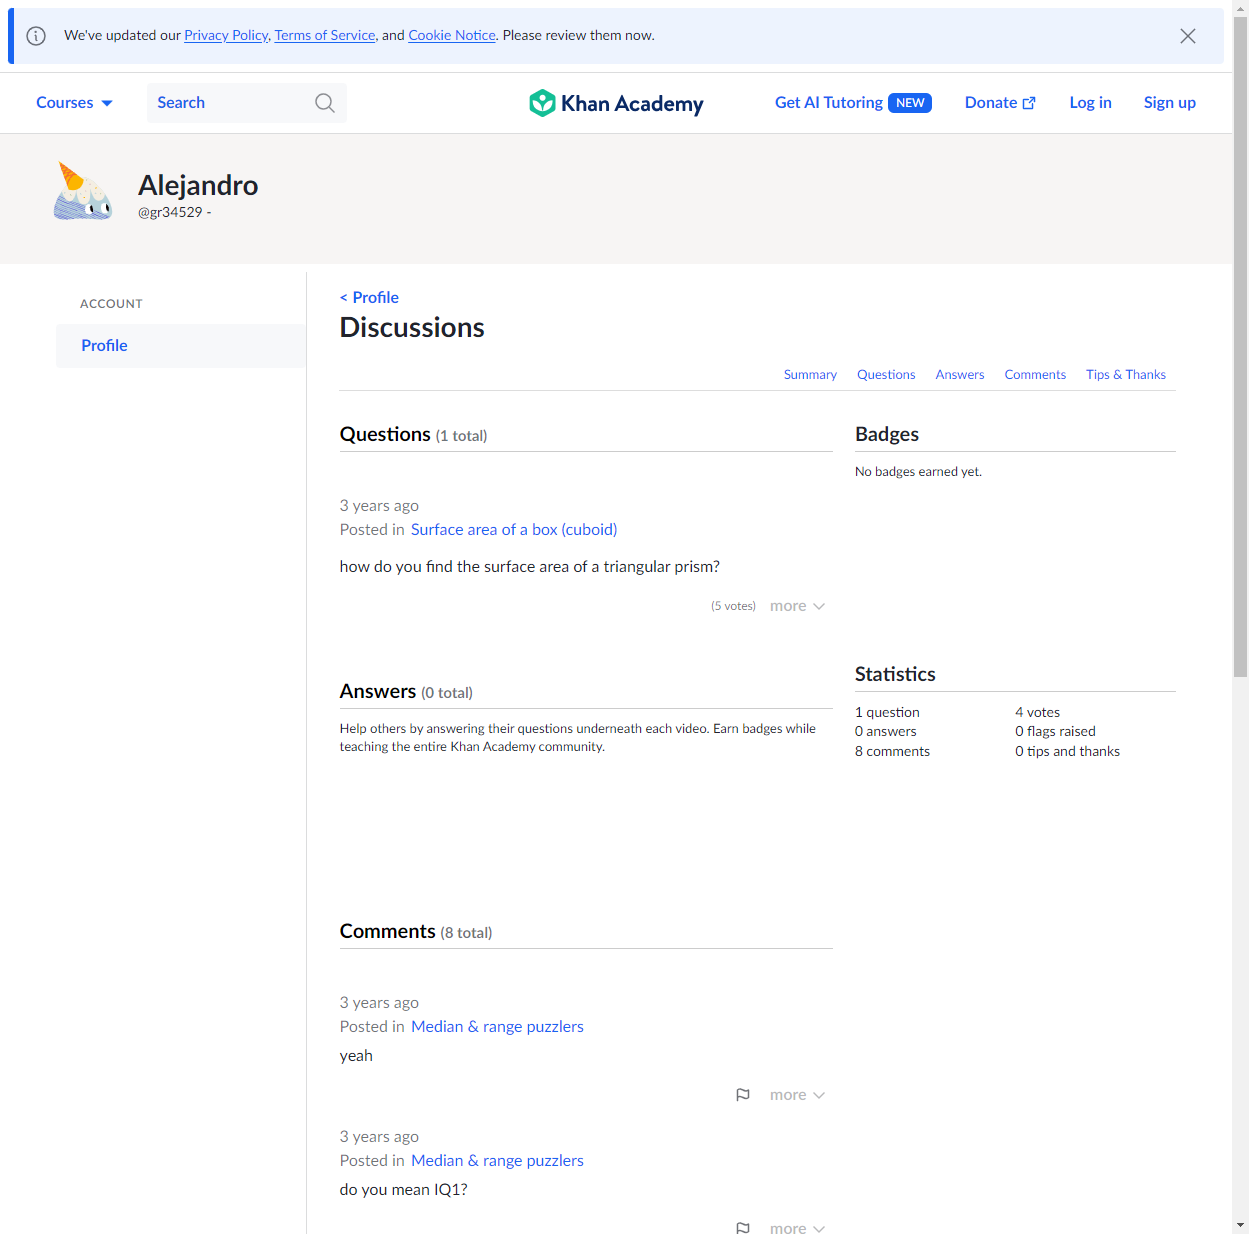 We've updated our Privacy Policy, Terms of Service, and Cookie Notice. Please review them now.
Courses Search Khan Academy Get AI Tutoring NEW Donate Log in Sign up
Alejandro
@gr34529 -
ACCOUNT
Profile
< Profile
Discussions
Summary Questions Answers Comments Tips & Thanks
Questions (1 total)
3 years ago
Posted in Surface area of a box (cuboid)
how do you find the surface area of a triangular prism?
(5 votes) more
Badges
No badges earned yet.
Answers (0 total)
Help others by answering their questions underneath each video. Earn badges while
teaching the entire Khan Academy community.
Statistics
1 question 4 votes
0 answers 0 flags raised
8 comments 0 tips and thanks
Comments (8 total)
3 years ago
Posted in Median & range puzzlers
yeah
more
3 years ago
Posted in Median & range puzzlers
do you mean IQ1?
more